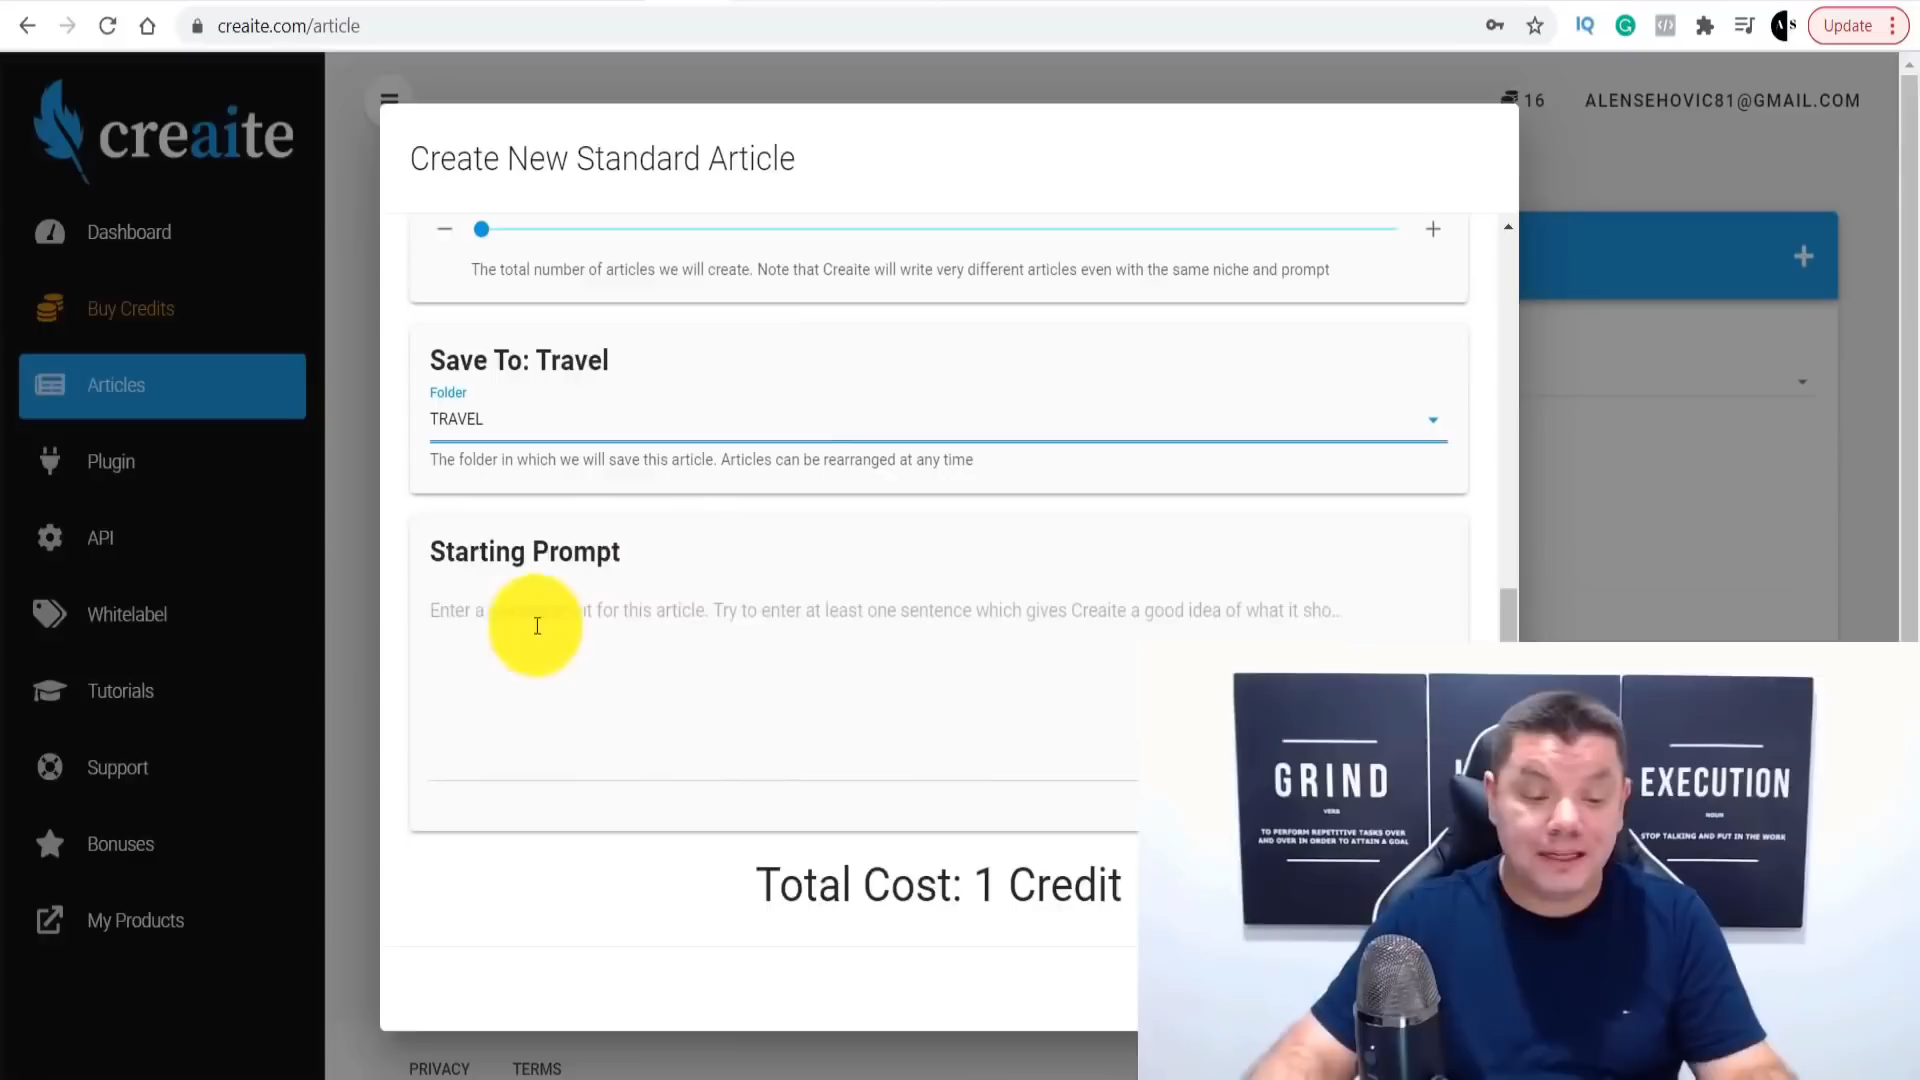 creaite.com/article
Update
creaite
16
ALENSEHOVIC81@GMAIL.COM
Create New Standard Article
Dashboard
Buy Credits
Articles
Plugin
API
Whitelabel
Tutorials
Support
Bonuses
My Products
The total number of articles we will create. Note that Creaite will write very different articles even with the same niche and prompt
Save To: Travel
Folder
TRAVEL
The folder in which we will save this article. Articles can be rearranged at any time
Starting Prompt
Enter a for this article. Try to enter at least one sentence which gives Creaite a good idea of what it sho...
Total Cost: 1 Credit
PRIVACY
TERMS
GRIND
VERB
TO PERFORM REPETITIVE TASKS OVER
AND OVER IN ORDER TO ATTAIN A GOAL
EXECUTION
NOUN
STOP TALKING AND PUT IN THE WORK